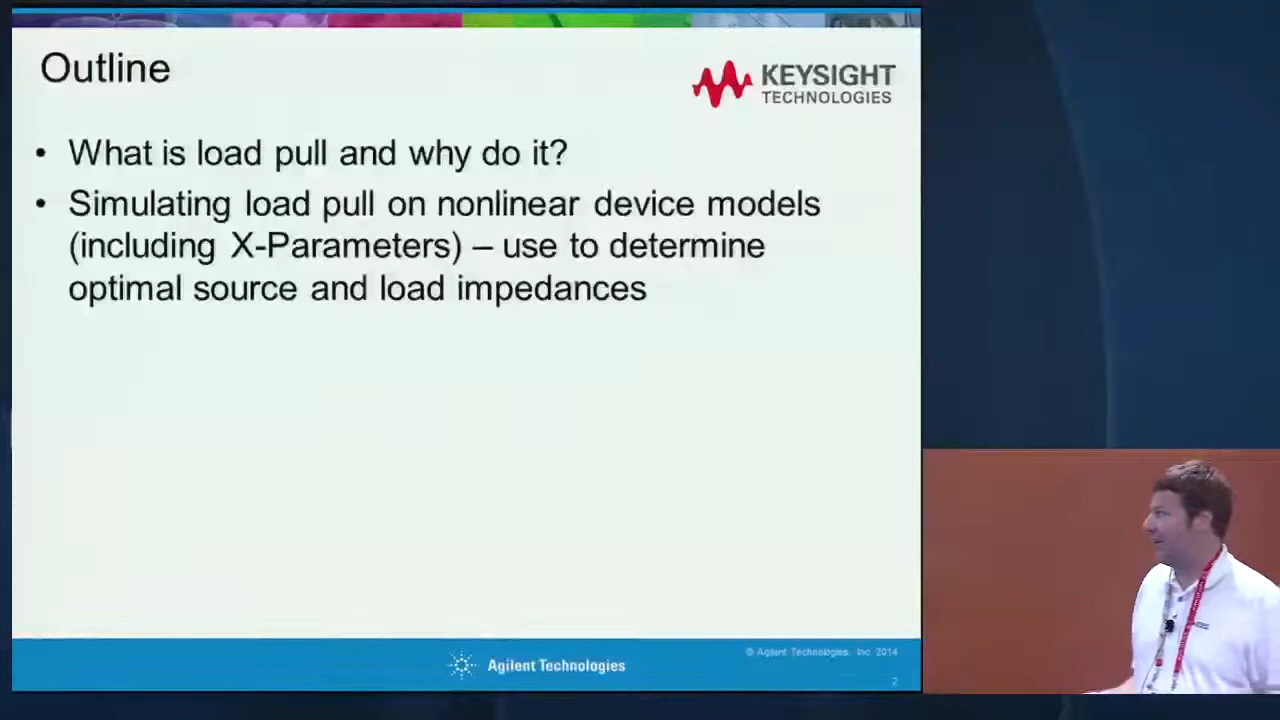 Outline
KEYSIGHT
TECHNOLOGIES
• What is load pull and why do it?
• Simulating load pull on nonlinear device models
(including X-Parameters) – use to determine
optimal source and load impedances
Agilent Technologies
© Agilent Technologies, Inc. 2014
2